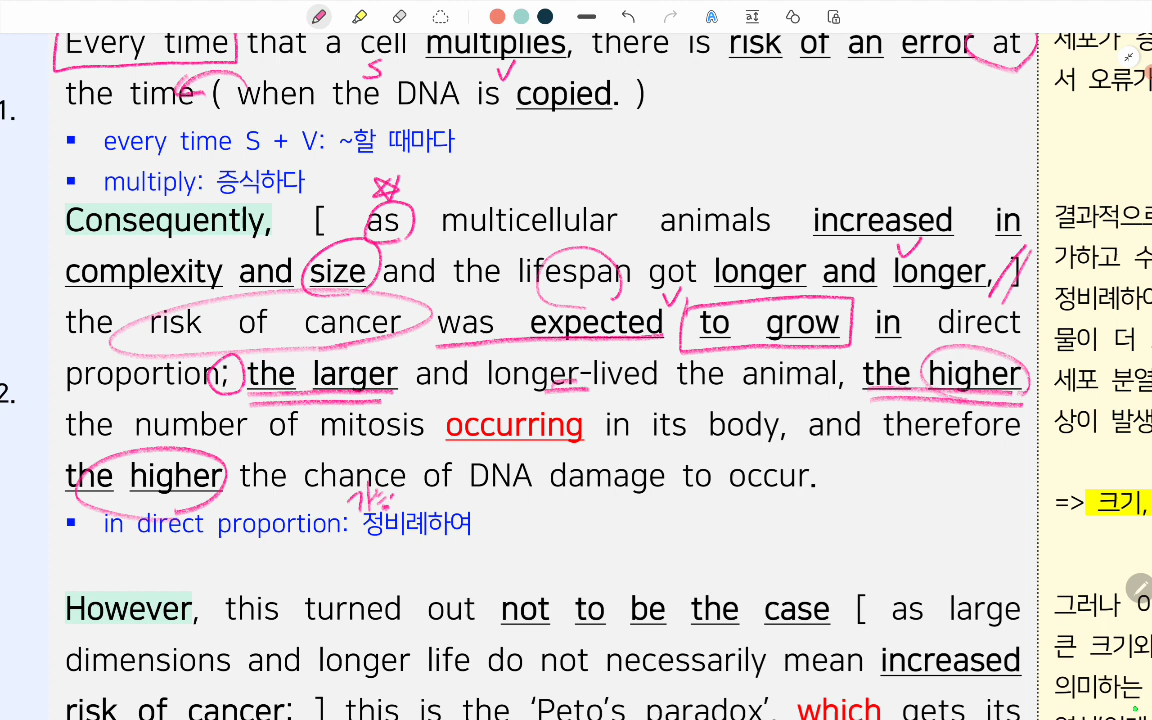 Every time that a cell multiplies, there is risk of an error at
the time ( when the DNA is copied. )
S V
1.
▪ every time S + V: ~할 때마다
▪ multiply: 증식하다
Consequently, [ as multicellular animals increased in
complexity and size and the lifespan got longer and longer, ]
the risk of cancer was expected to grow in direct
proportion; the larger and longer-lived the animal, the higher
2.
the number of mitosis occurring in its body, and therefore
the higher the chance of DNA damage to occur.
▪ in direct proportion: 정비례하여
However, this turned out not to be the case [ as large
dimensions and longer life do not necessarily mean increased
risk of cancer; ] this is the ‘Peto’s paradox’, which gets its
세포가
서 오류가
결과적으로
가하고 수
정비례하여
물이 더
세포 분열
상이 발생
=> 크기,
그러나
큰 크기와
의미하는